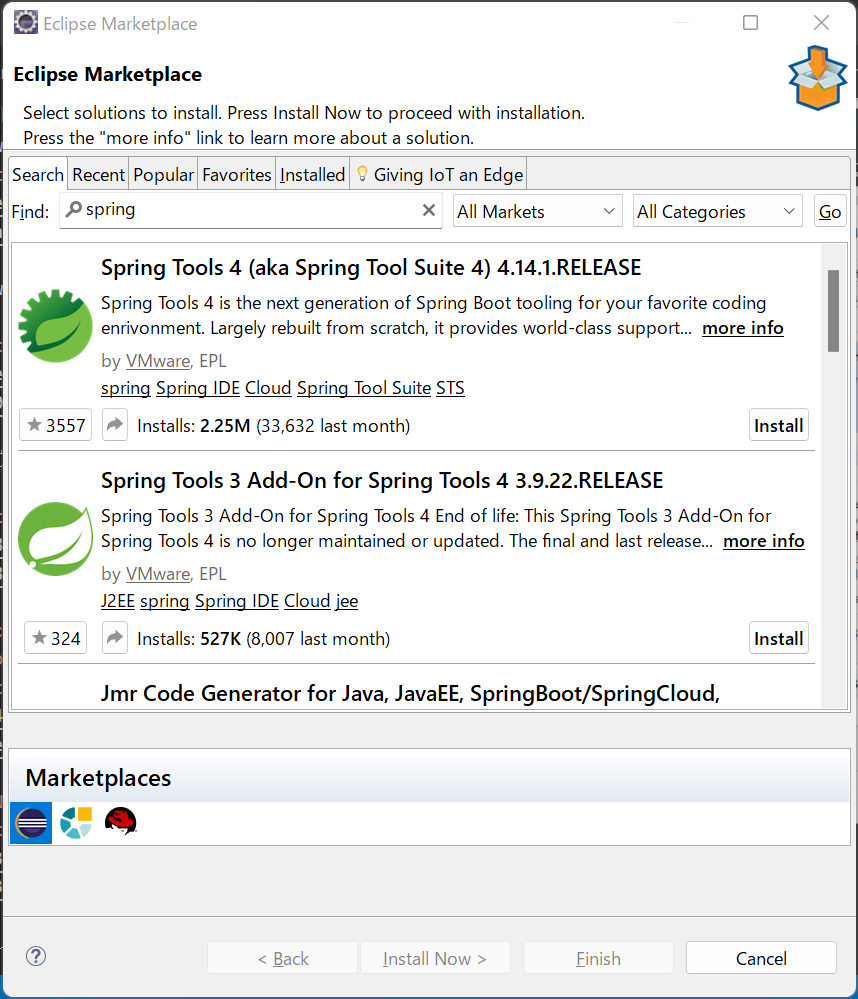 Eclipse Marketplace
Eclipse Marketplace
Select solutions to install. Press Install Now to proceed with installation.
Press the "more info" link to learn more about a solution.
Search Recent Popular Favorites Installed Giving IoT an Edge
Find: spring All Markets All Categories Go
Spring Tools 4 (aka Spring Tool Suite 4) 4.14.1.RELEASE
Spring Tools 4 is the next generation of Spring Boot tooling for your favorite coding
enrivonment. Largely rebuilt from scratch, it provides world-class support... more info
by VMware, EPL
spring Spring IDE Cloud Spring Tool Suite STS
3557 Installs: 2.25M (33,632 last month) Install
Spring Tools 3 Add-On for Spring Tools 4 3.9.22.RELEASE
Spring Tools 3 Add-On for Spring Tools 4 End of life: This Spring Tools 3 Add-On for
Spring Tools 4 is no longer maintained or updated. The final and last release... more info
by VMware, EPL
J2EE spring Spring IDE Cloud jee
324 Installs: 527K (8,007 last month) Install
Jmr Code Generator for Java, JavaEE, SpringBoot/SpringCloud,
Marketplaces
? < Back Install Now > Finish Cancel